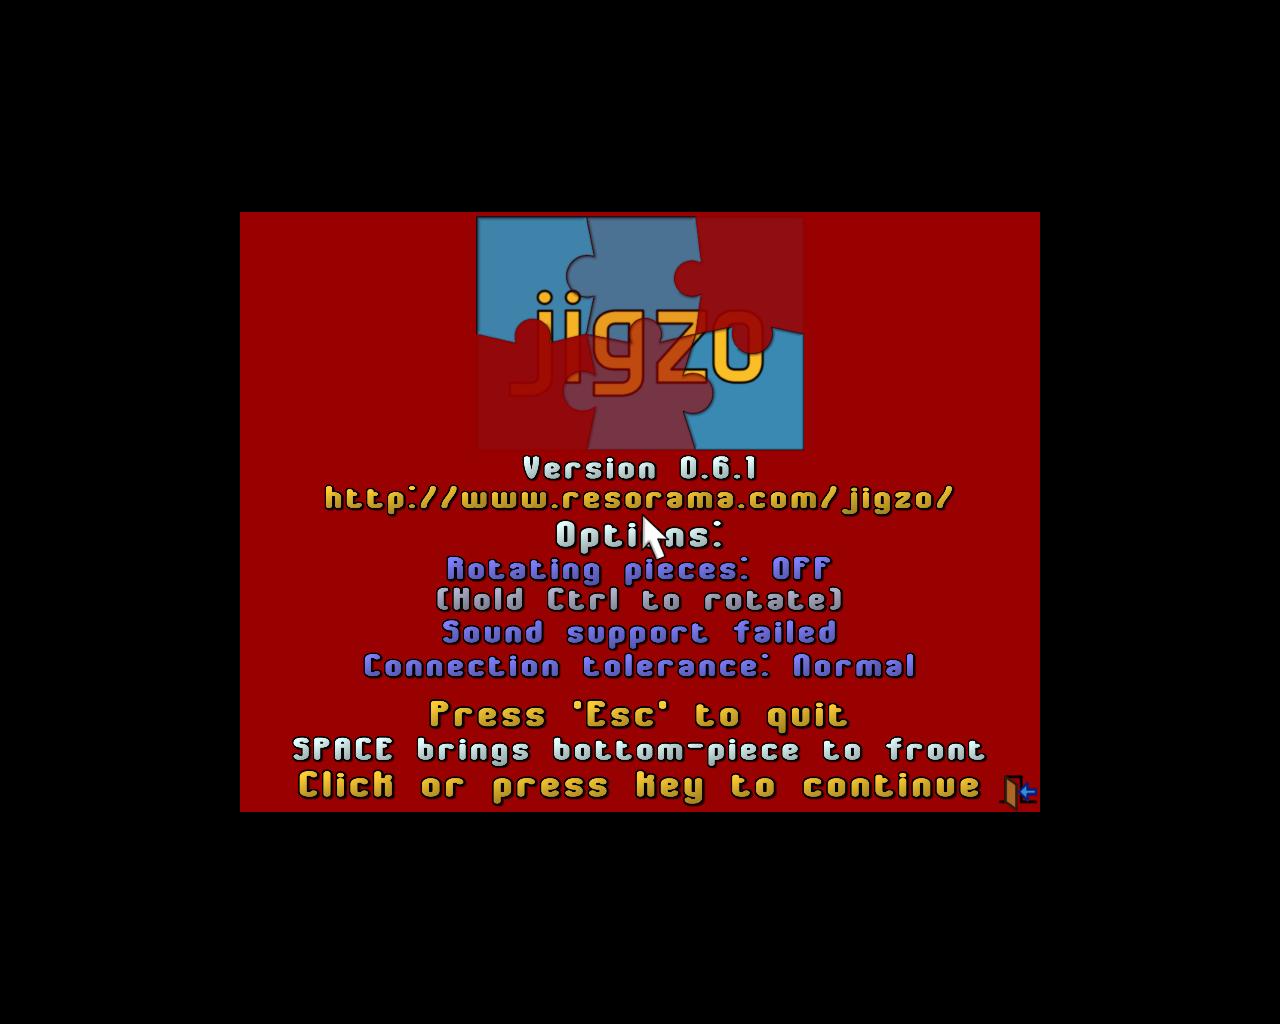 jigzo
Version 0.6.1
http://www.resorama.com/jigzo/
Options:
Rotating pieces: OFF
(Hold Ctrl to rotate)
Sound support failed
Connection tolerance: Normal
Press 'Esc' to quit
SPACE brings bottom-piece to front
Click or press key to continue